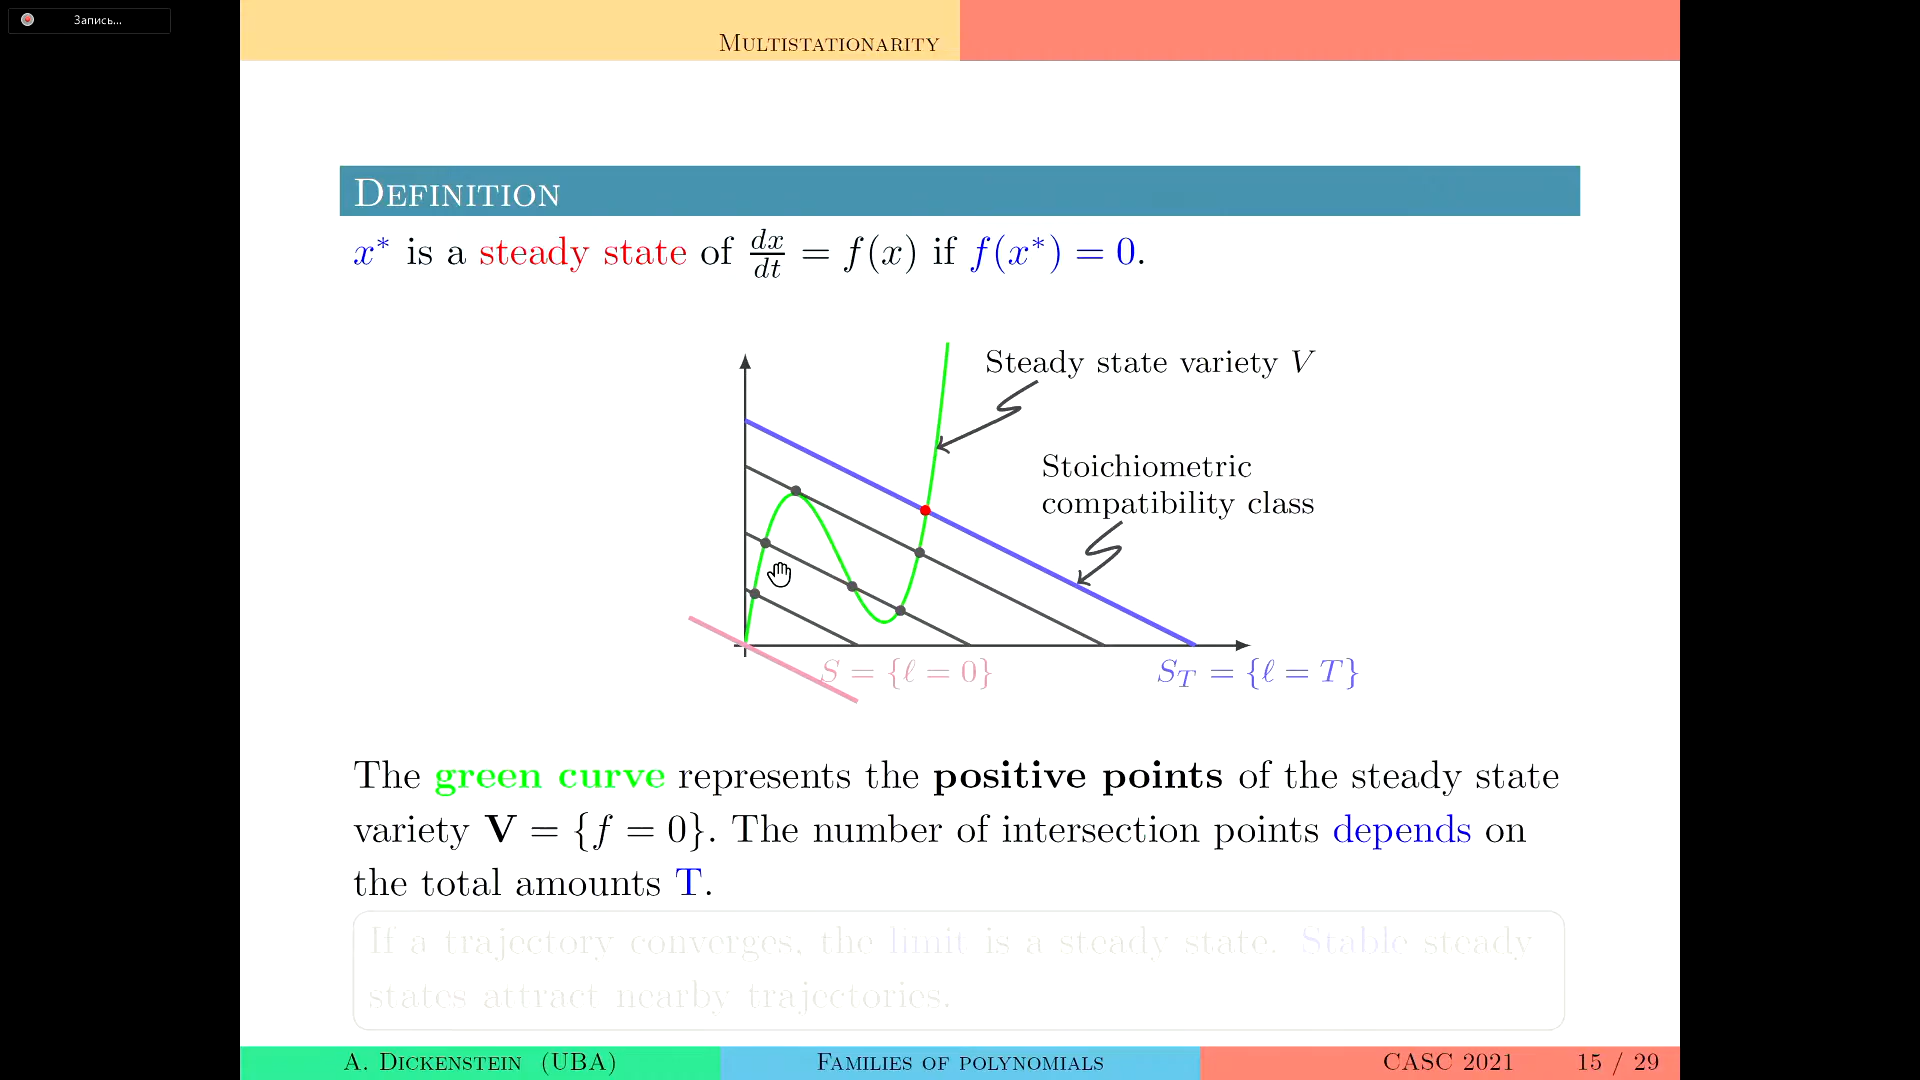 Запись...
Multistationarity
Definition
x* is a steady state of dx/dt = f(x) if f(x*) = 0.
Steady state variety V
Stoichiometric
compatibility class
S = {ℓ = 0}
S_T = {ℓ = T}
The green curve represents the positive points of the steady state
variety V = {f = 0}. The number of intersection points depends on
the total amounts T.
If a trajectory converges, the limit is a steady state. Stable steady
states attract nearby trajectories.
A. Dickenstein (UBA)
Families of polynomials
CASC 2021
15 / 29